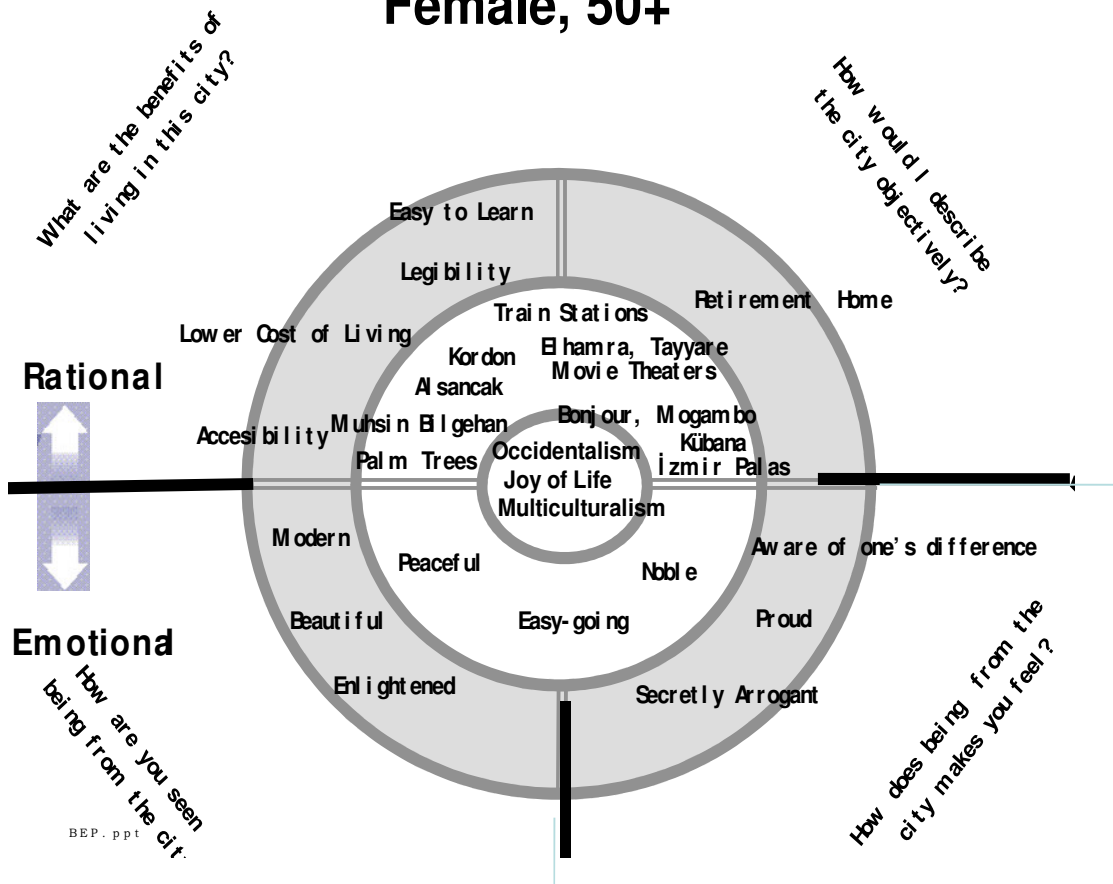 Female, 50+
What are the benefits of
living in this city?
How would I describe
the city objectively?
Easy to Learn
Legibility
Lower Cost of Living
Accesibility
Retirement Home
Train Stations
Kordon
Alsancak
Elhamra, Tayyare
Movie Theaters
Muhsin Bilgehan
Palm Trees
Bonjour, Mogambo
Kübana
İzmir Palas
Occidentalism
Joy of Life
Multiculturalism
Rational
Emotional
Modern
Beautiful
Enlightened
Peaceful
Noble
Easy-going
Aware of one's difference
Proud
Secretly Arrogant
How are you seen
being from the
How does being from the
city makes you feel?
BEP.ppt